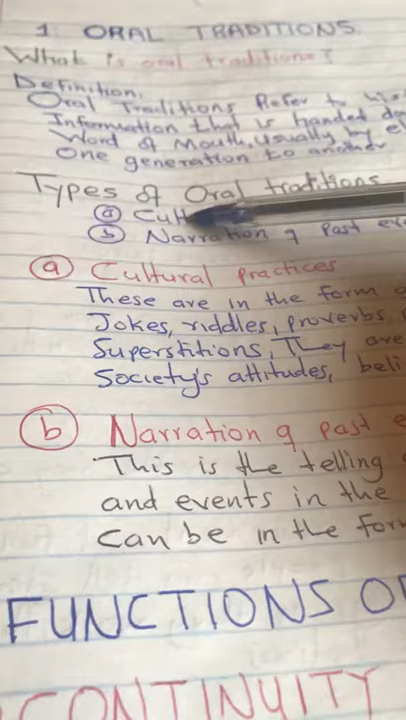 1. ORAL TRADITIONS
What is oral traditions?
Definition.
Oral Traditions Refer to
Information that is handed
Word of Mouth, usually by
One generation to another
Types of Oral traditions
(a)
(b) Narration of Past
(a) Cultural practices
These are in the form
Jokes, riddles, proverbs
Superstitions, They are
Society's attitudes,
(b) Narration of past
This is the telling
and events in the
can be in the
FUNCTIONS
CONTINUITY